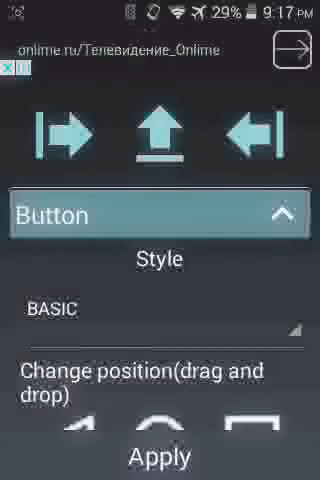 29% 9:17 PM
onlime.ru/Телевидение_Onlime
Button
Style
BASIC
Change position(drag and
drop)
Apply